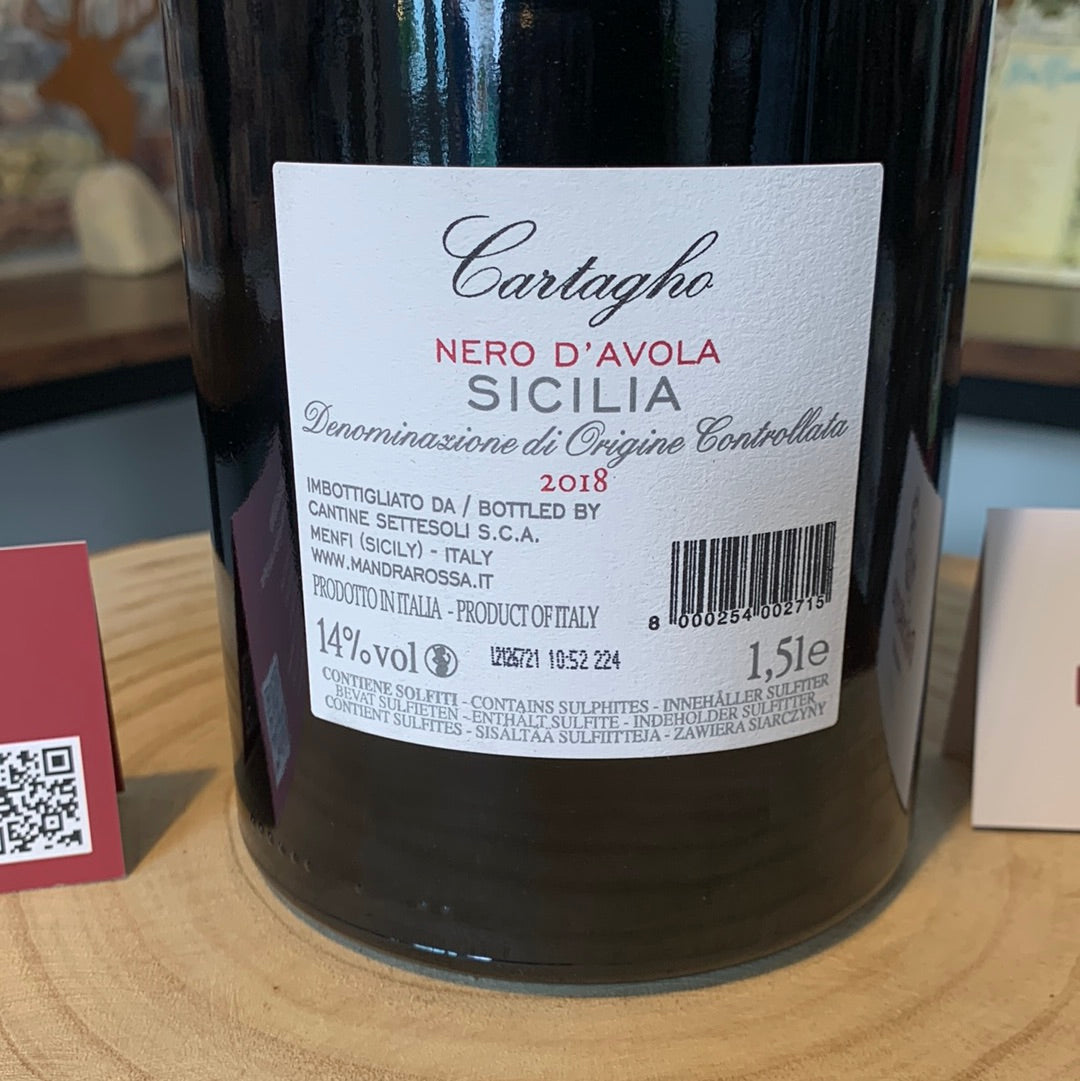 Cartagho
NERO D'AVOLA
SICILIA
Denominazione di Origine Controllata
2018
IMBOTTIGLIATO DA / BOTTLED BY
CANTINE SETTESOLI S.C.A.
MENFI (SICILY) - ITALY
WWW.MANDRAROSSA.IT
PRODOTTO IN ITALIA - PRODUCT OF ITALY
8 000254 002715
14% vol
10:52 224
1,5le
CONTIENE SOLFITI - CONTAINS SULPHITES - INNEHÅLLER SULFITER
BEVAT SULFIETEN - ENTHÄLT SULFITE - INDEHOLDER SULFITTER
CONTIENT SULFITES - SISÄLTÄÄ SULFIITTEJA - ZAWIERA SIARCZYNY